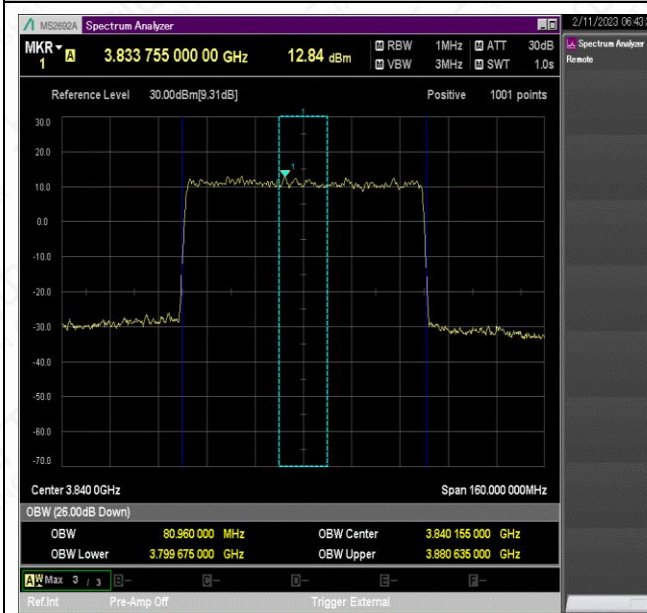 MS2692A Spectrum Analyzer
2/11/2023 06:43:2
MKR 1 A 3.833 755 000 00 GHz 12.84 dBm
M RBW 1MHz M ATT 30dB
M VBW 3MHz M SWT 1.0s
Spectrum Analyzer
Remote
Reference Level 30.00dBm[9.31dB] Positive 1001 points
1
30.0
20.0
1
10.0
0.0
-10.0
-20.0
-30.0
-40.0
-50.0
-60.0
-70.0
Center 3.840 0GHz Span 160.000 000MHz
OBW (26.00dB Down)
OBW 80.960 000 MHz OBW Center 3.840 155 000 GHz
OBW Lower 3.799 675 000 GHz OBW Upper 3.880 635 000 GHz
A W Max 3 / 3 B- C- D- E- F-
Ref.Int Pre-Amp Off Trigger External